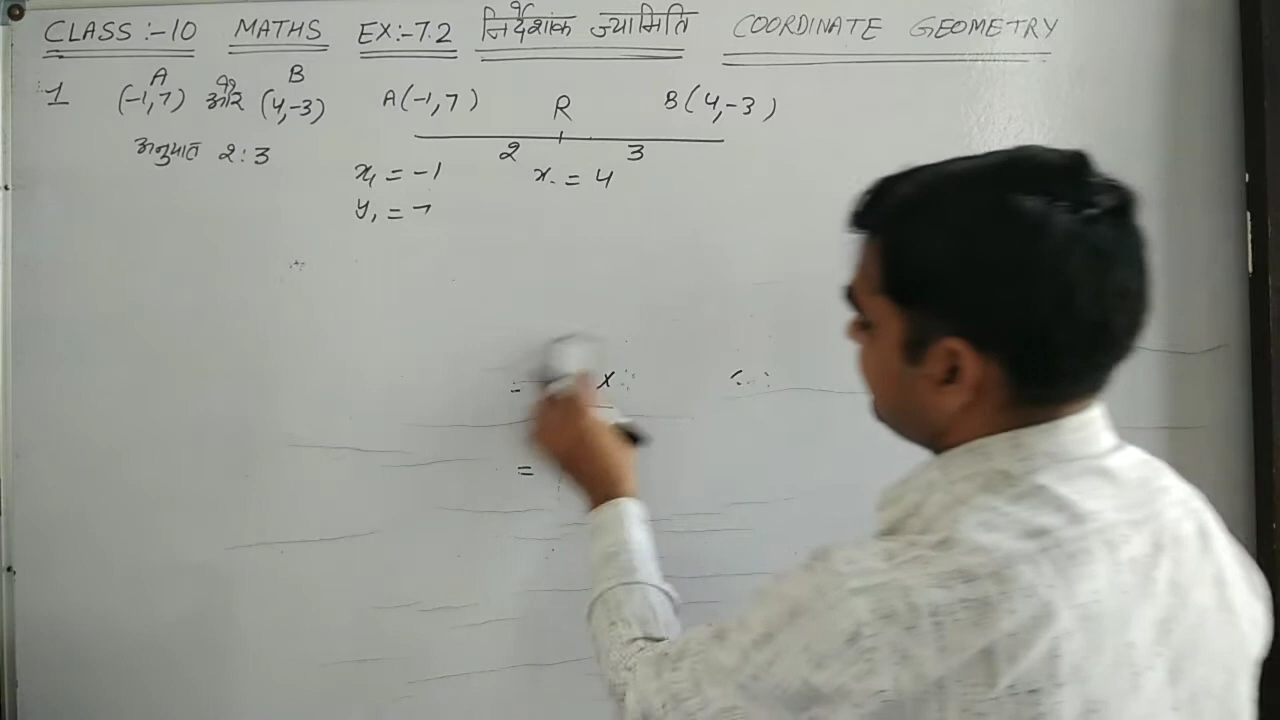 CLASS :-10 MATHS EX:-7.2 निर्देशांक ज्यामिति COORDINATE GEOMETRY
1 A (-1,7) और B (4,-3) A(-1,7) R B(4,-3)
अनुपात 2:3 2 3
x₁ = -1 x = 4
y₁ = 7
= x
=